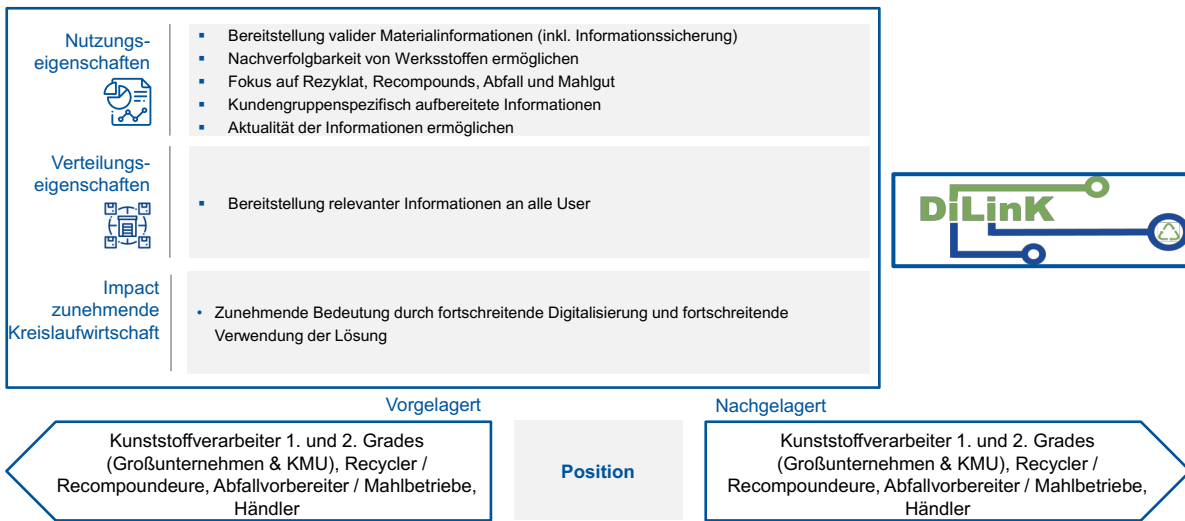 Nutzungs-
eigenschaften
▪ Bereitstellung valider Materialinformationen (inkl. Informationssicherung)
▪ Nachverfolgbarkeit von Werksstoffen ermöglichen
▪ Fokus auf Rezyklat, Recompounds, Abfall und Mahlgut
▪ Kundengruppenspezifisch aufbereitete Informationen
▪ Aktualität der Informationen ermöglichen
Verteilungs-
eigenschaften
▪ Bereitstellung relevanter Informationen an alle User
DiLinK
Impact
zunehmende
Kreislaufwirtschaft
• Zunehmende Bedeutung durch fortschreitende Digitalisierung und fortschreitende
Verwendung der Lösung
Vorgelagert
Kunststoffverarbeiter 1. und 2. Grades
(Großunternehmen & KMU), Recycler /
Recompoundeure, Abfallvorbereiter / Mahlbetriebe,
Händler
Position
Nachgelagert
Kunststoffverarbeiter 1. und 2. Grades
(Großunternehmen & KMU), Recycler /
Recompoundeure, Abfallvorbereiter / Mahlbetriebe,
Händler